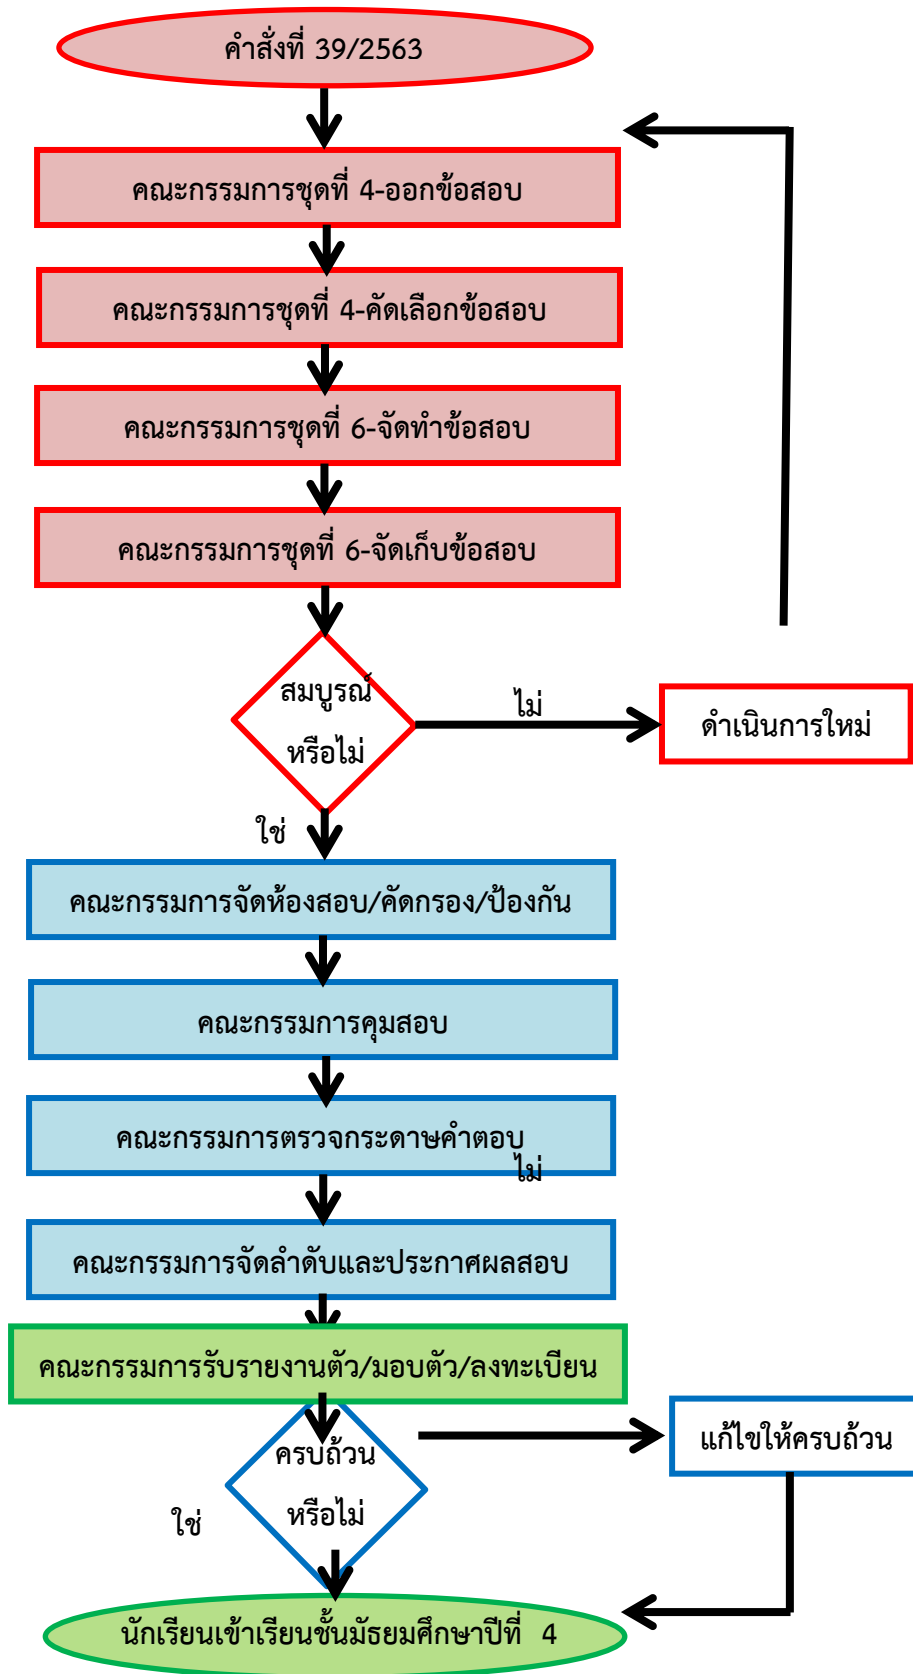 คำสั่งที่ 39/2563
คณะกรรมการชุดที่ 4-ออกข้อสอบ
คณะกรรมการชุดที่ 4-คัดเลือกข้อสอบ
คณะกรรมการชุดที่ 6-จัดทำข้อสอบ
คณะกรรมการชุดที่ 6-จัดเก็บข้อสอบ
สมบูรณ์
หรือไม่
ไม่
ดำเนินการใหม่
ใช่
คณะกรรมการจัดห้องสอบ/คัดกรอง/ป้องกัน
คณะกรรมการคุมสอบ
คณะกรรมการตรวจกระดาษคำตอบ
ไม่
คณะกรรมการจัดลำดับและประกาศผลสอบ
คณะกรรมการรับรายงานตัว/มอบตัว/ลงทะเบียน
ครบถ้วน
หรือไม่
แก้ไขให้ครบถ้วน
ใช่
นักเรียนเข้าเรียนชั้นมัธยมศึกษาปีที่ 4